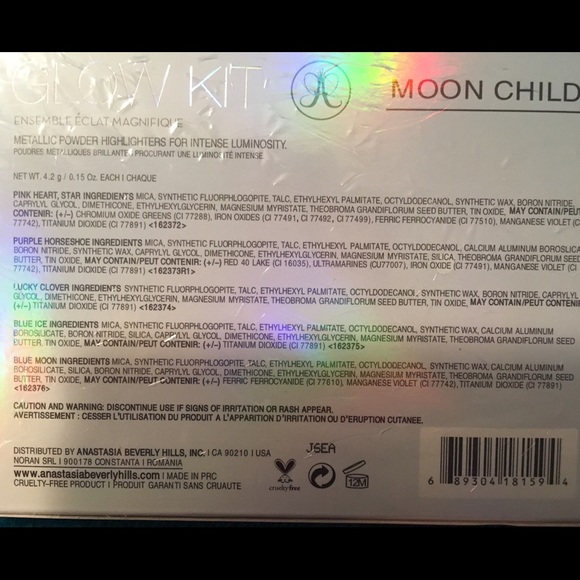 GLOW KIT
MOON CHILD
ENSEMBLE ÉCLAT MAGNIFIQUE
METALLIC POWDER HIGHLIGHTERS FOR INTENSE LUMINOSITY.
POUDRES METALLIQUES BRILLANTES PROCURANT UNE LUMINOSITÉ INTENSE.
NET WT. 4.2 g / 0.15 Oz. EACH I CHAQUE
PINK HEART, STAR INGREDIENTS MICA, SYNTHETIC FLUORPHLOGOPITE, TALC, ETHYLHEXYL PALMITATE, OCTYLDODECANOL, SYNTHETIC WAX, BORON NITRIDE,
CAPRYLYL GLYCOL, DIMETHICONE, ETHYLHEXYLGLYCERIN, MAGNESIUM MYRISTATE, THEOBROMA GRANDIFLORUM SEED BUTTER, TIN OXIDE, MAY CONTAIN/PEUT
CONTENIR: (+/–) CHROMIUM OXIDE GREENS (CI 77288), IRON OXIDES (CI 77491, CI 77492, CI 77499), FERRIC FERROCYANIDE (CI 77510), MANGANESE VIOLET (CI
77742), TITANIUM DIOXIDE (CI 77891) <162372>
PURPLE HORSESHOE INGREDIENTS MICA, SYNTHETIC FLUORPHLOGOPITE, TALC, ETHYLHEXYL PALMITATE, OCTYLDODECANOL, CALCIUM ALUMINUM BOROSILICA
BORON NITRIDE, SYNTHETIC WAX, CAPRYLYL GLYCOL, DIMETHICONE, ETHYLHEXYLGLYCERIN, MAGNESIUM MYRISTATE, SILICA, THEOBROMA GRANDIFLORUM SEED
BUTTER, TIN OXIDE, MAY CONTAIN/PEUT CONTENIR: (+/–) RED 40 LAKE (CI 16035), ULTRAMARINES (CU77007), IRON OXIDES (CI 77491), MANGANESE VIOLET (C
77742), TITANIUM DIOXIDE (CI 77891) <162373R1>
LUCKY CLOVER INGREDIENTS SYNTHETIC FLUORPHLOGOPITE, TALC, ETHYLHEXYL PALMITATE, OCTYLDODECANOL, SYNTHETIC WAX, BORON NITRIDE, CAPRYLYL
GLYCOL, DIMETHICONE, ETHYLHEXYLGLYCERIN, MAGNESIUM MYRISTATE, THEOBROMA GRANDIFLORUM SEED BUTTER, TIN OXIDE, MAY CONTAIN/PEUT CONTENIR:
(+/–) TITANIUM DIOXIDE (CI 77891) <162374>
BLUE ICE INGREDIENTS MICA, SYNTHETIC FLUORPHLOGOPITE, TALC, ETHYLHEXYL PALMITATE, OCTYLDODECANOL, SYNTHETIC WAX, CALCIUM ALUMINUM
BOROSILICATE, BORON NITRIDE, SILICA, CAPRYLYL GLYCOL, DIMETHICONE, ETHYLHEXYLGLYCERIN, MAGNESIUM MYRISTATE, THEOBROMA GRANDIFLORUM SEED
BUTTER, TIN OXIDE, MAY CONTAIN/PEUT CONTENIR: (+/–) TITANIUM DIOXIDE (CI 77891) <162375>
BLUE MOON INGREDIENTS MICA, SYNTHETIC FLUORPHLOGOPITE, TALC, ETHYLHEXYL PALMITATE, OCTYLDODECANOL, SYNTHETIC WAX, CALCIUM ALUMINUM
BOROSILICATE, SILICA, BORON NITRIDE, CAPRYLYL GLYCOL, DIMETHICONE, ETHYLHEXYLGLYCERIN, MAGNESIUM MYRISTATE, THEOBROMA GRANDIFLORUM SEED
BUTTER, TIN OXIDE, MAY CONTAIN/PEUT CONTENIR: (+/–) FERRIC FERROCYANIDE (CI 77510), MANGANESE VIOLET (CI 77742), TITANIUM DIOXIDE (CI 77891)
<162376>
CAUTION AND WARNING: DISCONTINUE USE IF SIGNS OF IRRITATION OR RASH APPEAR.
AVERTISSEMENT : CESSER L'UTILISATION DU PRODUIT A L'APPARITION D'IRRITATION OU D'ERUPTION CUTANEE.
DISTRIBUTED BY ANASTASIA BEVERLY HILLS, INC. I CA 90210 I USA
NORAN SRL I 900178 CONSTANTA I ROMANIA
www.anastasiabeverlyhills.com I MADE IN PRC
CRUELTY-FREE PRODUCT I PRODUIT GARANTI SANS CRUAUTE
JSEA
crueltyfree
12M
6 89304 18159 4